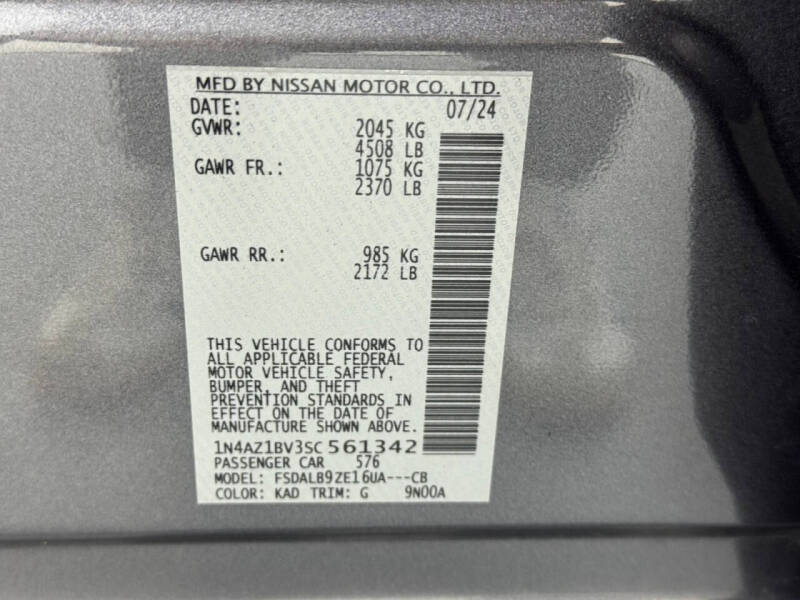 MFD BY NISSAN MOTOR CO., LTD.
DATE: 07/24
GVWR: 2045 KG
4508 LB
GAWR FR.: 1075 KG
2370 LB
GAWR RR.: 985 KG
2172 LB
THIS VEHICLE CONFORMS TO
ALL APPLICABLE FEDERAL
MOTOR VEHICLE SAFETY,
BUMPER, AND THEFT
PREVENTION STANDARDS IN
EFFECT ON THE DATE OF
MANUFACTURE SHOWN ABOVE.
1N4AZ1BV3SC561342
PASSENGER CAR 576
MODEL: FSDALB9ZE16UA---CB
COLOR: KAD TRIM: G 9N00A